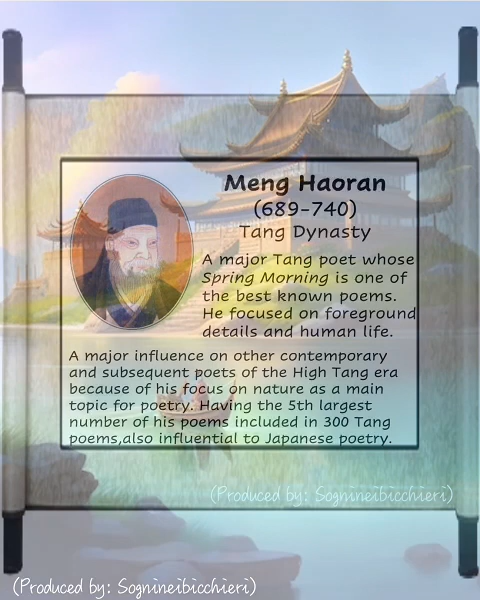 Meng Haoran
(689-740)
Tang Dynasty
A major Tang poet whose
Spring Morning is one of
the best known poems.
He focused on foreground
details and human life.
A major influence on other contemporary
and subsequent poets of the High Tang era
because of his focus on nature as a main
topic for poetry. Having the 5th largest
number of his poems included in 300 Tang
poems,also influential to Japanese poetry.
(Produced by: Sognineibicchieri)
(Produced by: Sognineibicchieri)